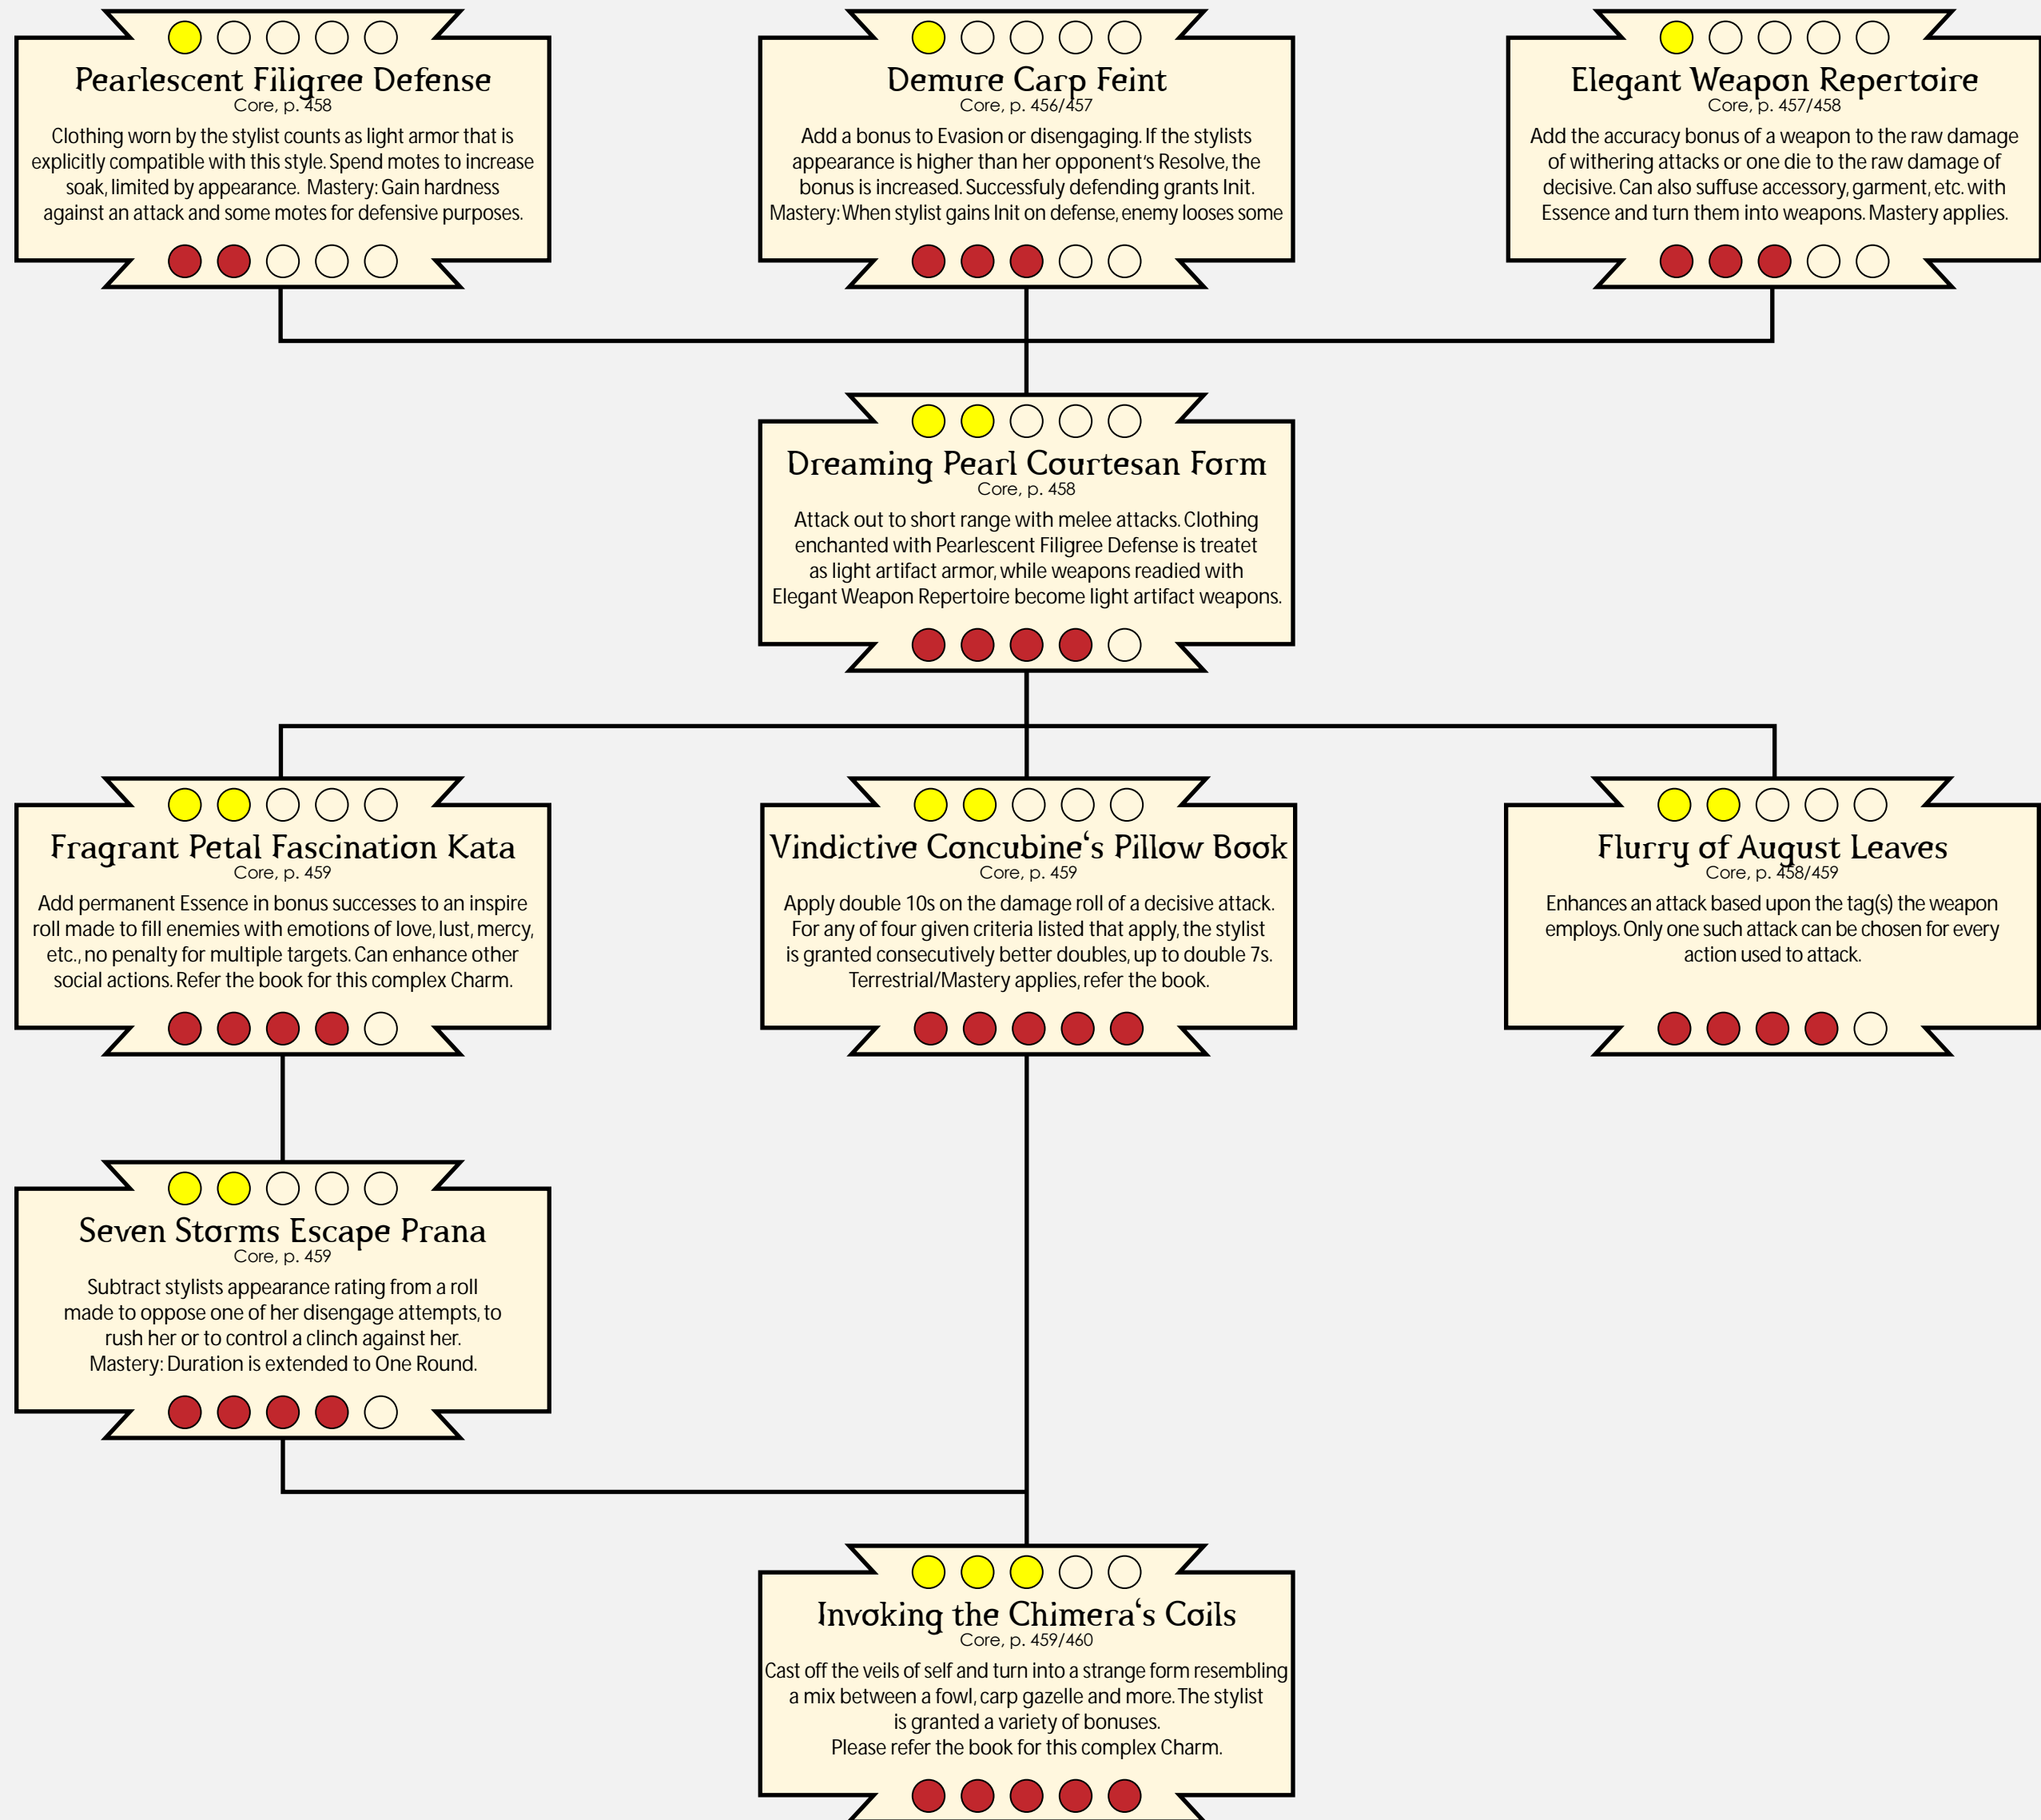 Pearlescent Filigree Defense
Core, p. 458
Clothing worn by the stylist counts as light armor that is
explicitly compatible with this style. Spend motes to increase
soak, limited by appearance. Mastery: Gain hardness
against an attack and some motes for defensive purposes.
Demure Carp Feint
Core, p. 456/457
Add a bonus to Evasion or disengaging. If the stylists
appearance is higher than her opponent's Resolve, the
bonus is increased. Successfuly defending grants Init.
Mastery: When stylist gains Init on defense, enemy looses some
Elegant Weapon Repertoire
Core, p. 457/458
Add the accuracy bonus of a weapon to the raw damage
of withering attacks or one die to the raw damage of
decisive. Can also suffuse accessory, garment, etc. with
Essence and turn them into weapons. Mastery applies.
Dreaming Pearl Courtesan Form
Core, p. 458
Attack out to short range with melee attacks. Clothing
enchanted with Pearlescent Filigree Defense is treatet
as light artifact armor, while weapons readied with
Elegant Weapon Repertoire become light artifact weapons.
Fragrant Petal Fascination Kata
Core, p. 459
Add permanent Essence in bonus successes to an inspire
roll made to fill enemies with emotions of love, lust, mercy,
etc., no penalty for multiple targets. Can enhance other
social actions. Refer the book for this complex Charm.
Vindictive Concubine‘s Pillow Book
Core, p. 459
Apply double 10s on the damage roll of a decisive attack.
For any of four given criteria listed that apply, the stylist
is granted consecutively better doubles, up to double 7s.
Terrestrial/Mastery applies, refer the book.
Flurry of August Leaves
Core, p. 458/459
Enhances an attack based upon the tag(s) the weapon
employs. Only one such attack can be chosen for every
action used to attack.
Seven Storms Escape Prana
Core, p. 459
Subtract stylists appearance rating from a roll
made to oppose one of her disengage attempts, to
rush her or to control a clinch against her.
Mastery: Duration is extended to One Round.
Invoking the Chimera‘s Coils
Core, p. 459/460
Cast off the veils of self and turn into a strange form resembling
a mix between a fowl, carp gazelle and more. The stylist
is granted a variety of bonuses.
Please refer the book for this complex Charm.